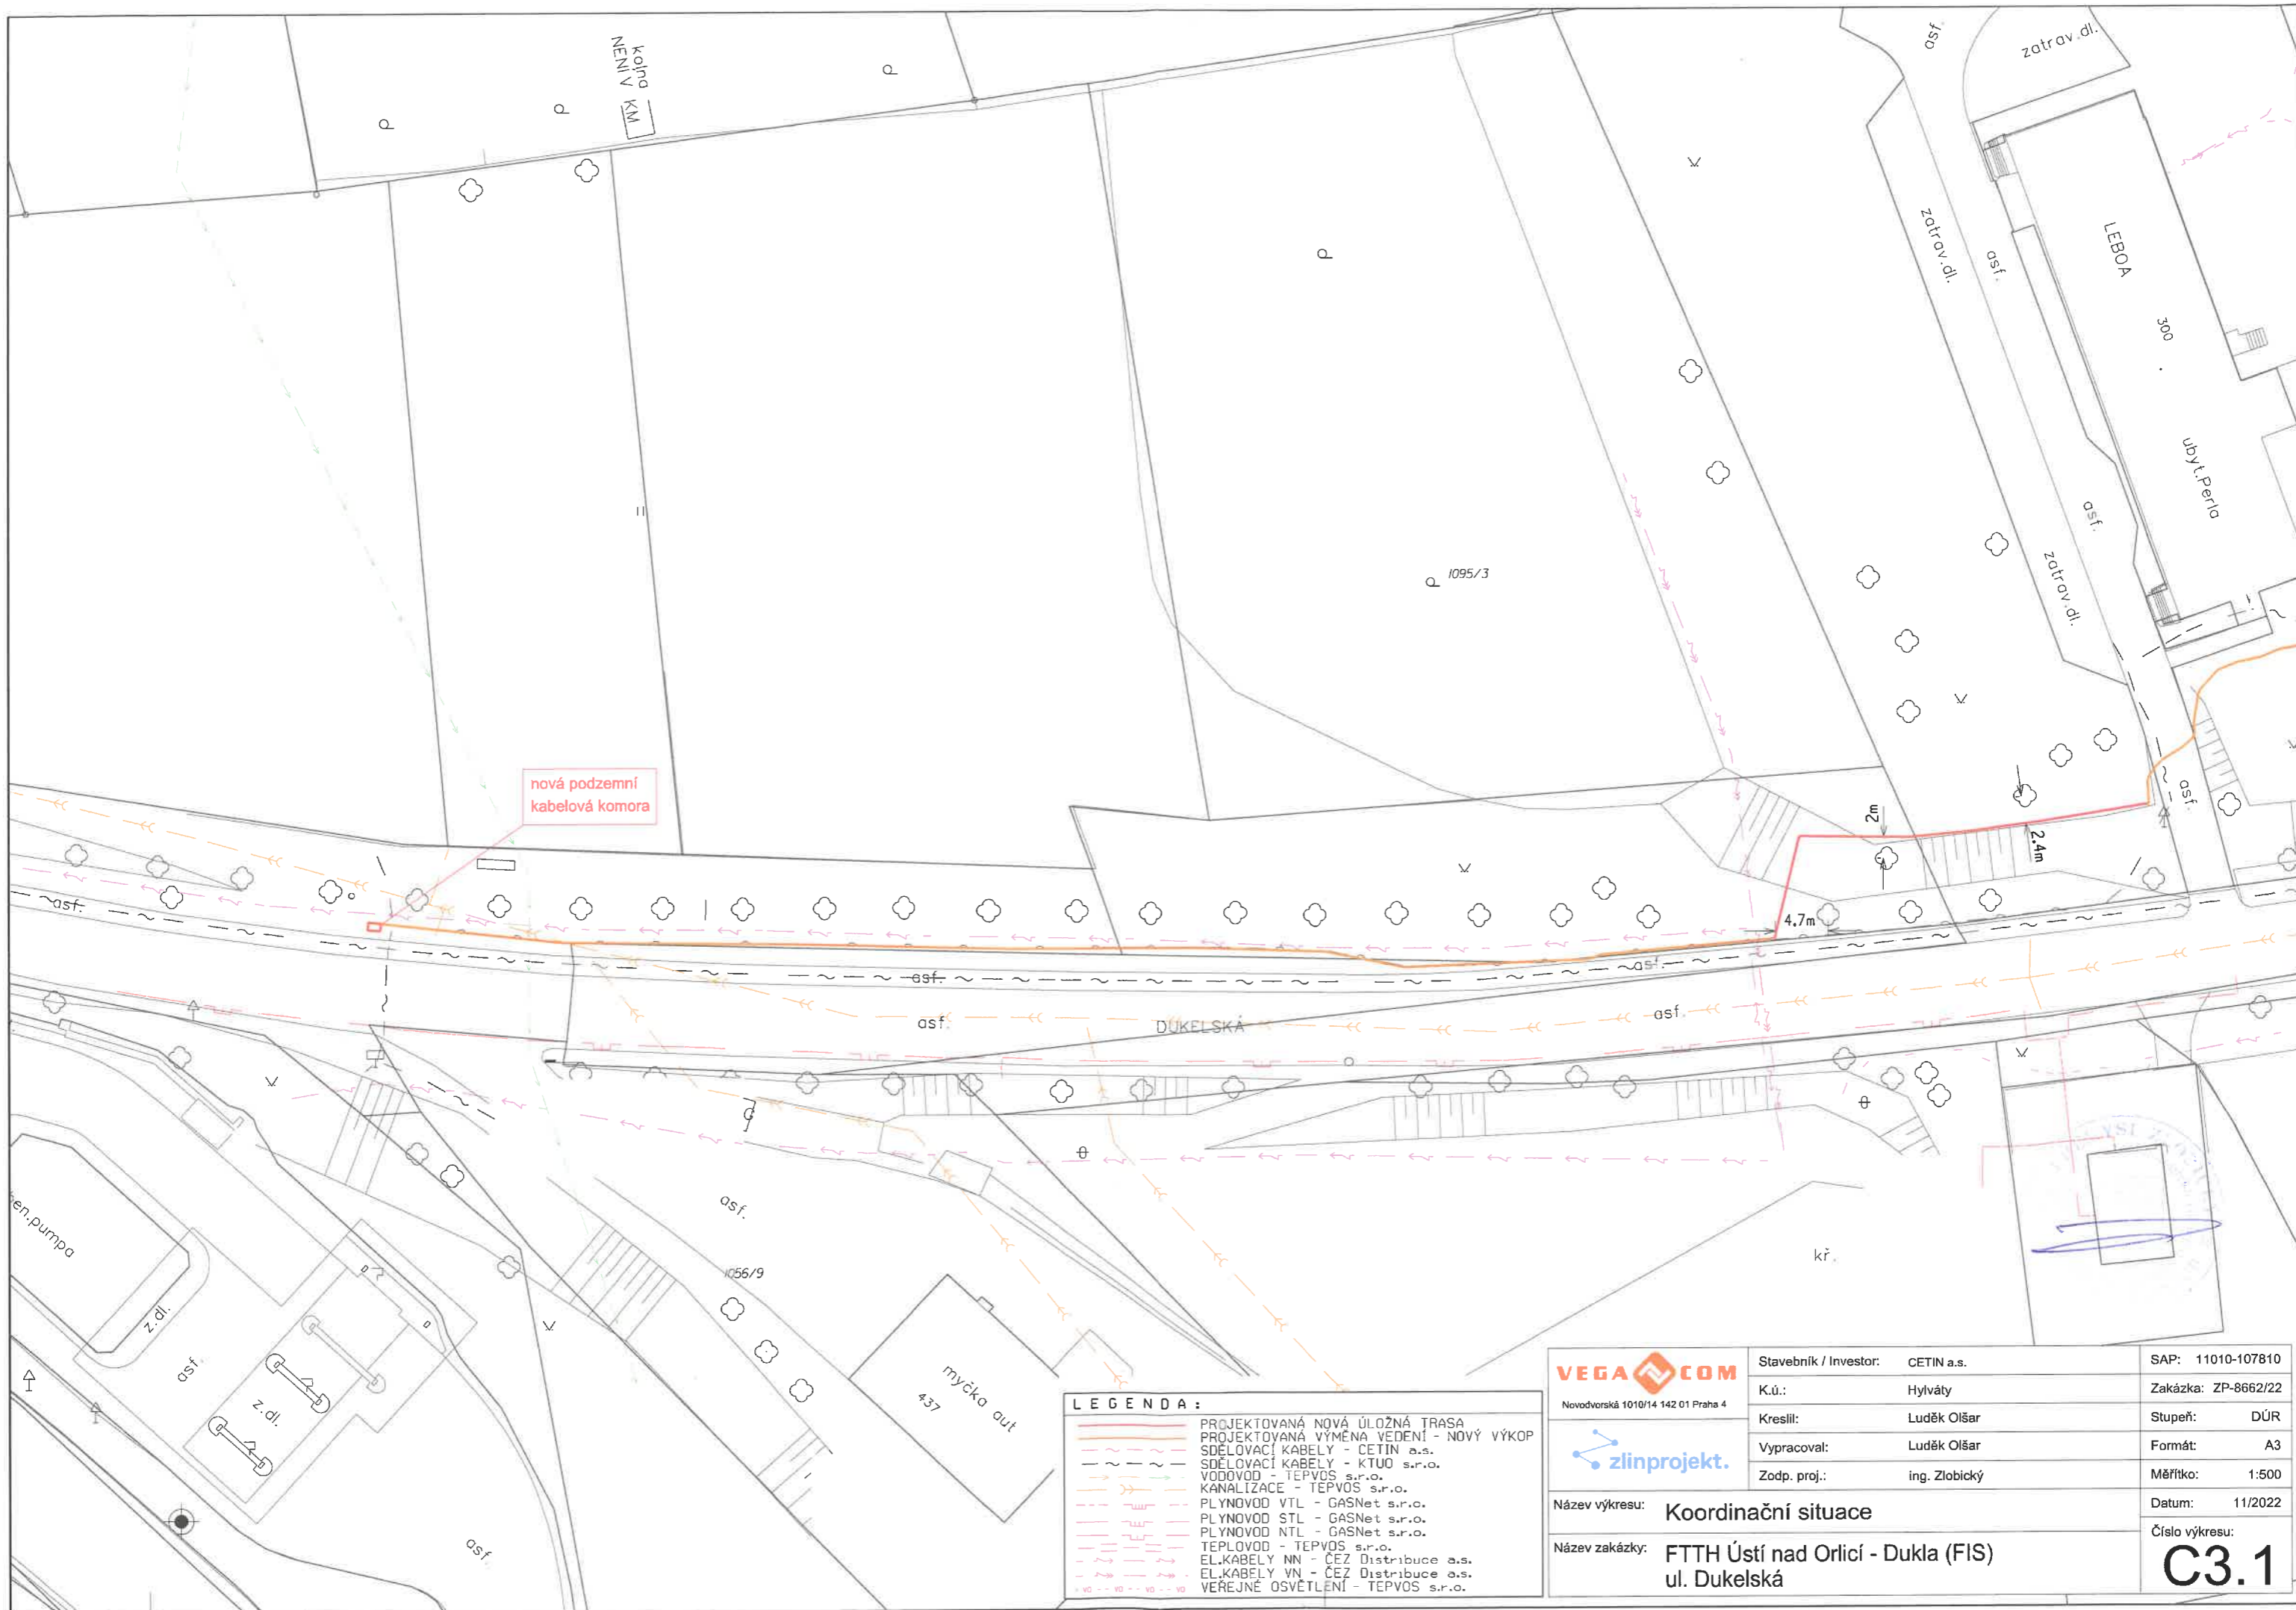 kolna
NENÍ V KM
asf.
zatrav.dl.
zatrav.dl.
asf.
LEBOA
300
ubyt.Perla
asf.
zatrav.dl.
1095/3
nová podzemní
kabelová komora
2m
2.4m
asf.
4.7m
asf.
asf.
asf.
asf.
DUKELSKÁ
asf.
ben.pumpa
z.dl.
asf.
z.dl.
asf.
asf.
1056/9
myčka aut
437
kř.
LEGENDA:
PROJEKTOVANÁ NOVÁ ÚLOŽNÁ TRASA
PROJEKTOVANÁ VÝMĚNA VEDENÍ - NOVÝ VÝKOP
SDĚLOVACÍ KABELY - CETIN a.s.
SDĚLOVACÍ KABELY - KTUO s.r.o.
VODOVOD - TEPVOS s.r.o.
KANALIZACE - TEPVOS s.r.o.
PLYNOVOD VTL - GASNet s.r.o.
PLYNOVOD STL - GASNet s.r.o.
PLYNOVOD NTL - GASNet s.r.o.
TEPLOVOD - TEPVOS s.r.o.
EL.KABELY NN - ČEZ Distribuce a.s.
EL.KABELY VN - ČEZ Distribuce a.s.
VEŘEJNÉ OSVĚTLENÍ - TEPVOS s.r.o.
VEGA COM
Novodvorská 1010/14 142 01 Praha 4
zlinprojekt.
Stavebník / Investor: CETIN a.s.
SAP: 11010-107810
K.ú.: Hylváty
Zakázka: ZP-8662/22
Kreslil: Luděk Olšar
Stupeň: DÚR
Vypracoval: Luděk Olšar
Formát: A3
Zodp. proj.: ing. Zlobický
Měřítko: 1:500
Název výkresu: Koordinační situace
Datum: 11/2022
Název zakázky: FTTH Ústí nad Orlicí - Dukla (FIS)
ul. Dukelská
Číslo výkresu:
C3.1